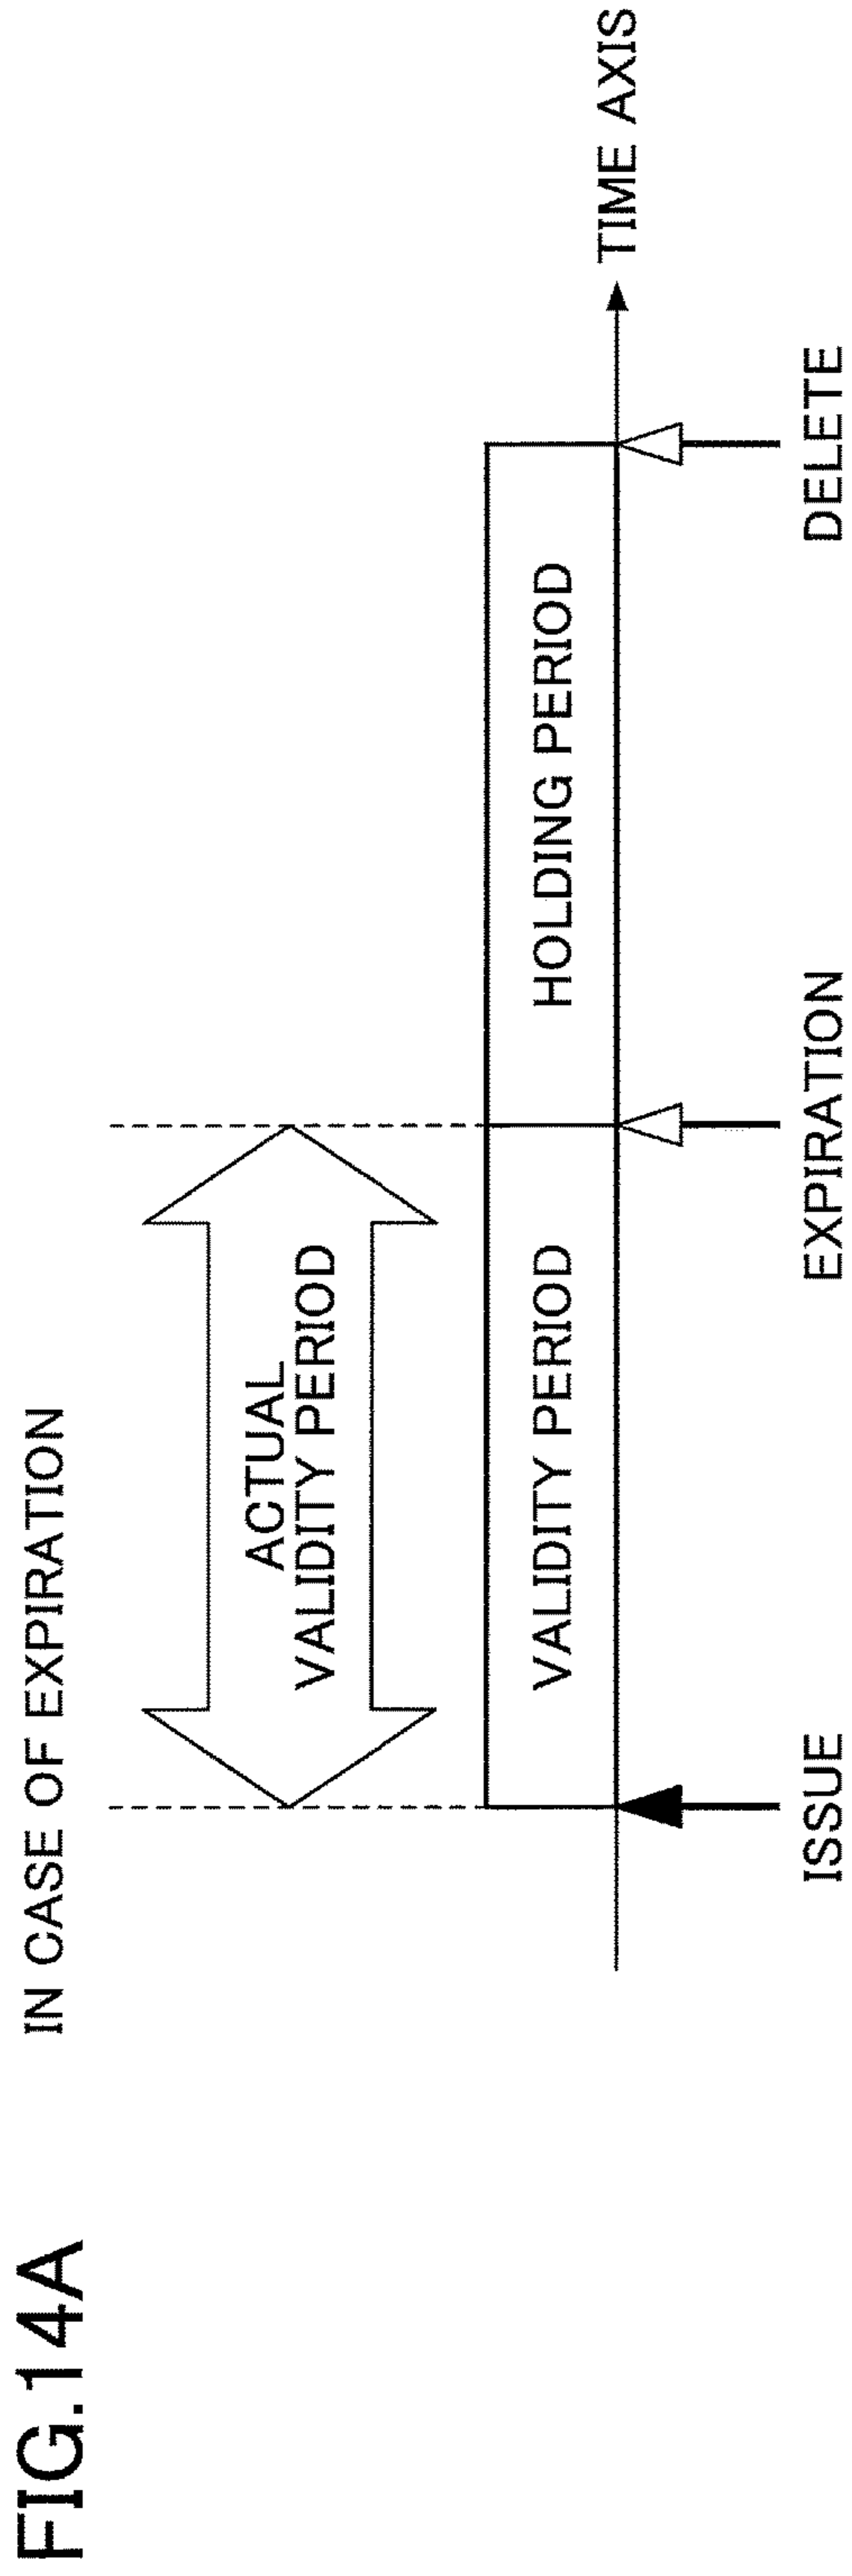 FIG.14A
IN CASE OF EXPIRATION
ACTUAL
VALIDITY PERIOD
VALIDITY PERIOD
HOLDING PERIOD
TIME AXIS
ISSUE
EXPIRATION
DELETE